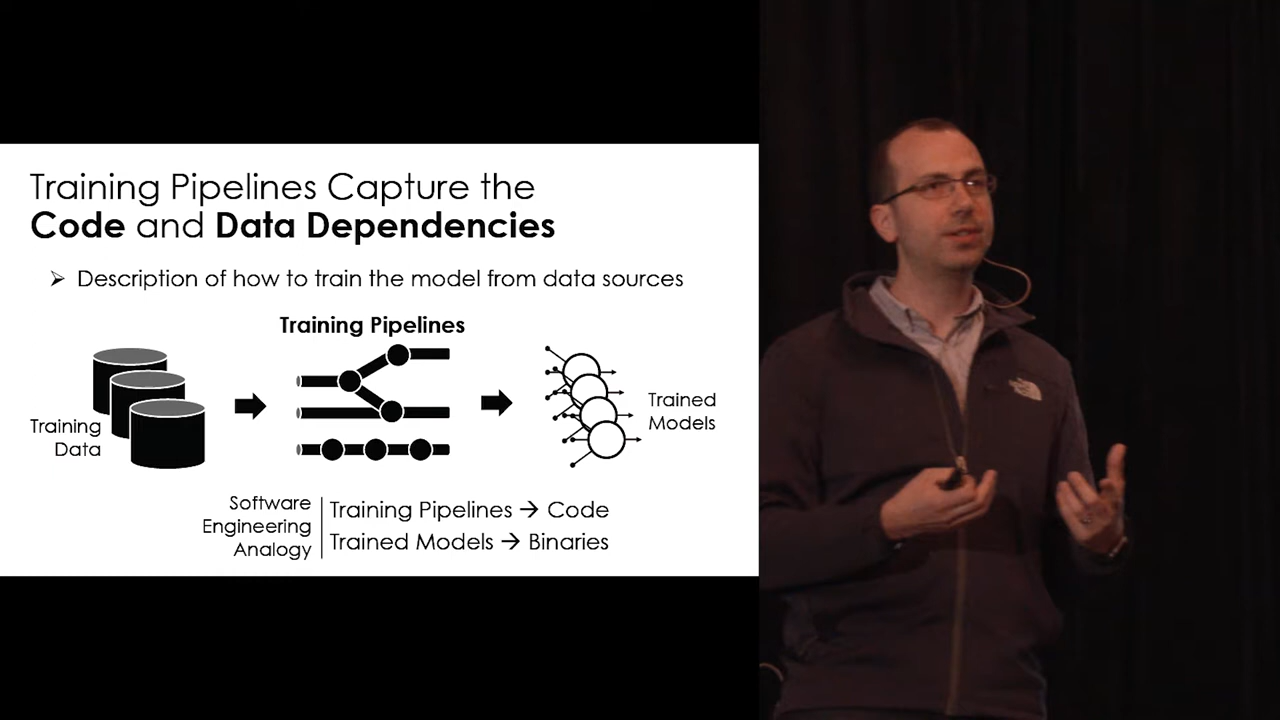 Training Pipelines Capture the
Code and Data Dependencies
➢ Description of how to train the model from data sources
Training Pipelines
Training
Data
Trained
Models
Software
Engineering
Analogy
Training Pipelines → Code
Trained Models → Binaries